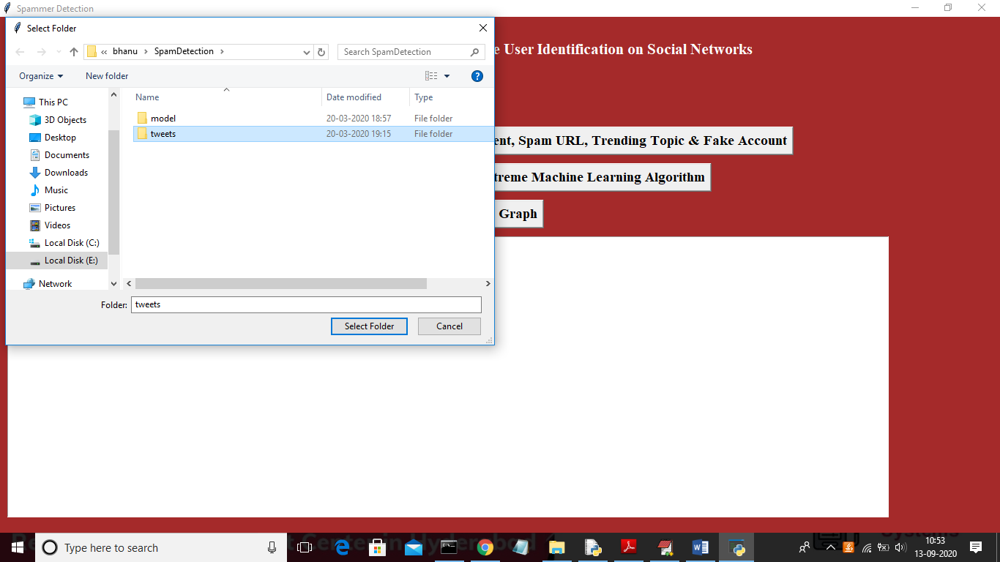 Spammer Detection
Select Folder
« bhanu › SpamDetection ›
Search SpamDetection
e User Identification on Social Networks
Organize
New folder
?
This PC
3D Objects
Desktop
Documents
Downloads
Music
Pictures
Videos
Local Disk (C:)
Local Disk (E:)
Network
Name Date modified Type
model 20-03-2020 18:57 File folder
tweets 20-03-2020 19:15 File folder
ent, Spam URL, Trending Topic & Fake Account
treme Machine Learning Algorithm
Graph
Folder: tweets
Select Folder
Cancel
Type here to search
Systems
10:53
13-09-2020